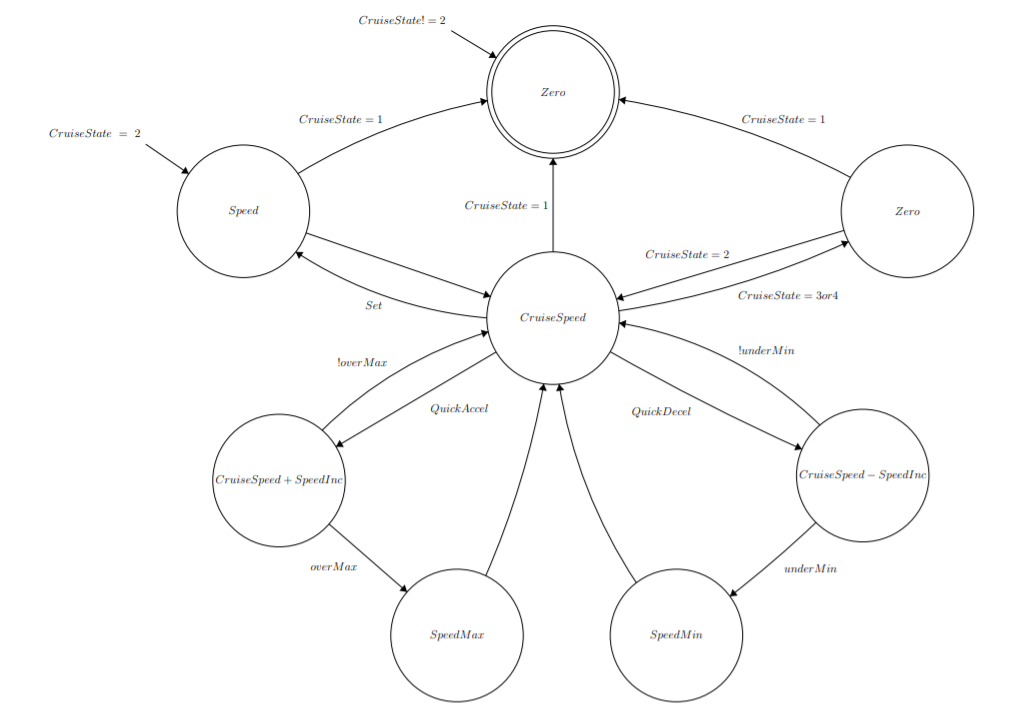 CruiseState! = 2
Zero
CruiseState = 1
CruiseState = 1
CruiseState = 2
Speed
CruiseState = 1
Zero
CruiseState = 2
CruiseState = 3or4
Set
CruiseSpeed
!overMax
!underMin
QuickAccel
QuickDecel
CruiseSpeed + SpeedInc
CruiseSpeed − SpeedInc
overMax
underMin
SpeedMax
SpeedMin